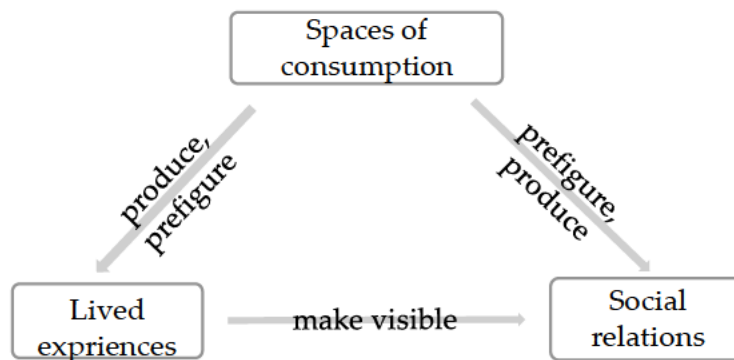 Spaces of
consumption
produce,
prefigure
prefigure,
produce
Lived
expriences
make visible
Social
relations